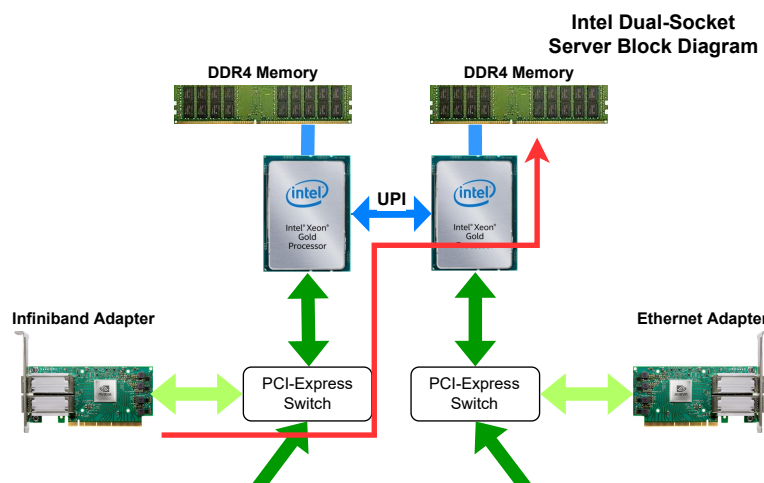 Intel Dual-Socket
Server Block Diagram
DDR4 Memory
DDR4 Memory
intel
Intel® Xeon®
Gold
Processor
UPI
intel
Intel® Xeon®
Gold
Infiniband Adapter
Ethernet Adapter
PCI-Express
Switch
PCI-Express
Switch